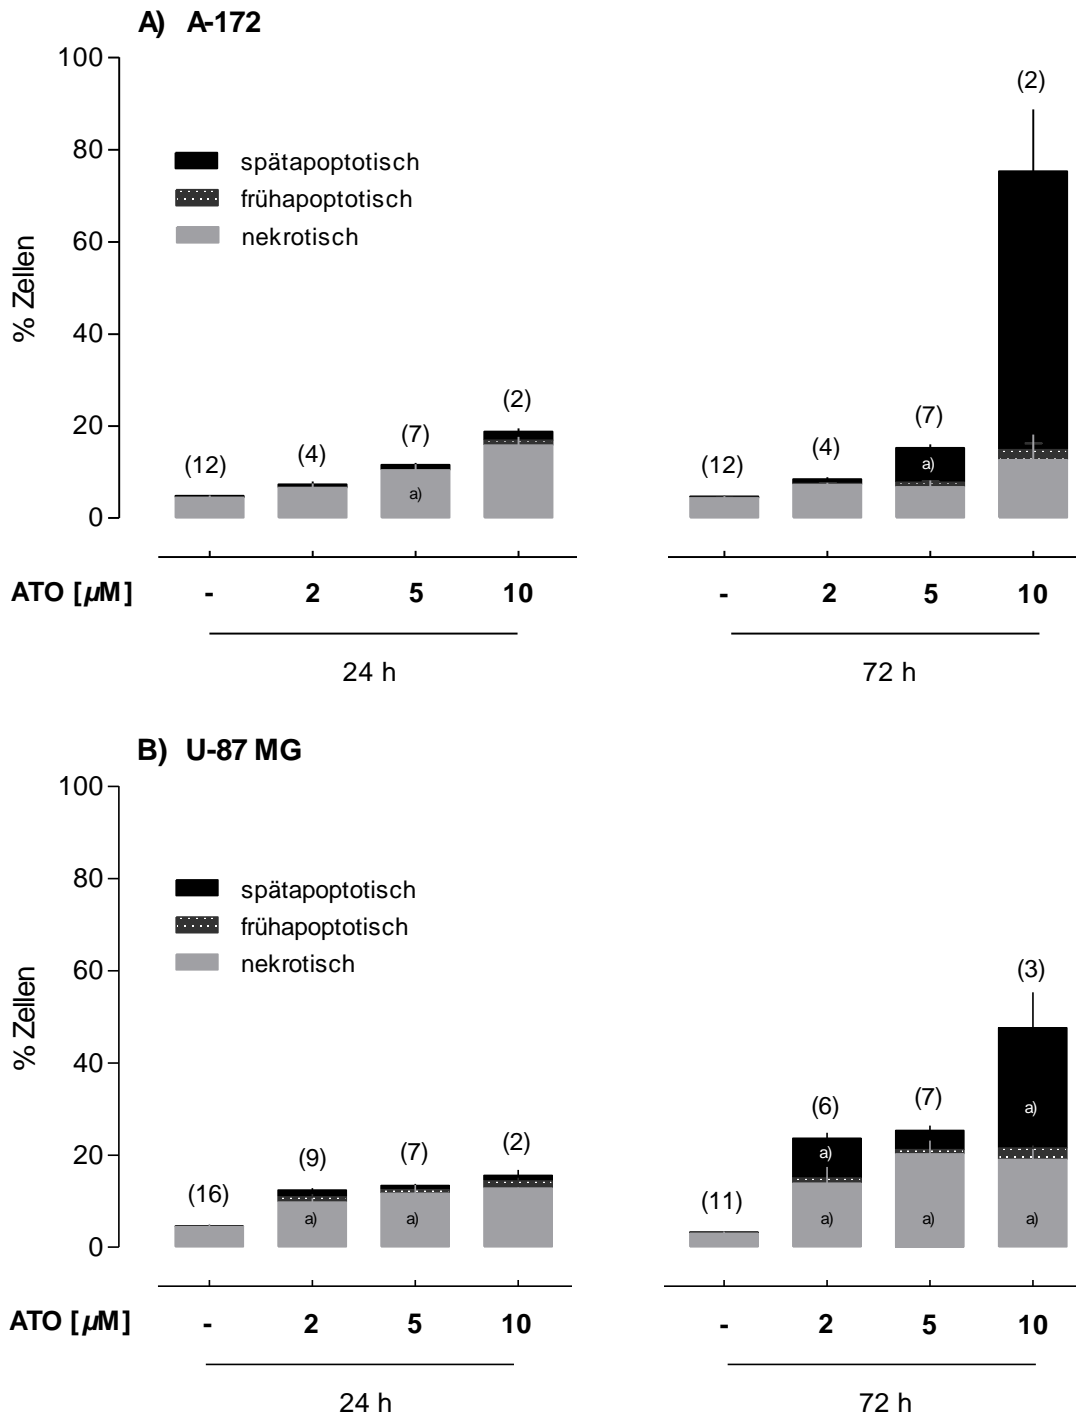 A) A-172
100
80
60
40
20
0
% Zellen
spätapoptotisch
frühapoptotisch
nekrotisch
(12)
(4)
(7)
(2)
a)
(12)
(4)
(7)
(2)
a)
ATO [µM] - 2 5 10 - 2 5 10
24 h 72 h
B) U-87 MG
100
80
60
40
20
0
% Zellen
spätapoptotisch
frühapoptotisch
nekrotisch
(16)
(9)
(7)
(2)
a) a)
(11)
(6)
(7)
(3)
a) a)
a) a) a)
ATO [µM] - 2 5 10 - 2 5 10
24 h 72 h